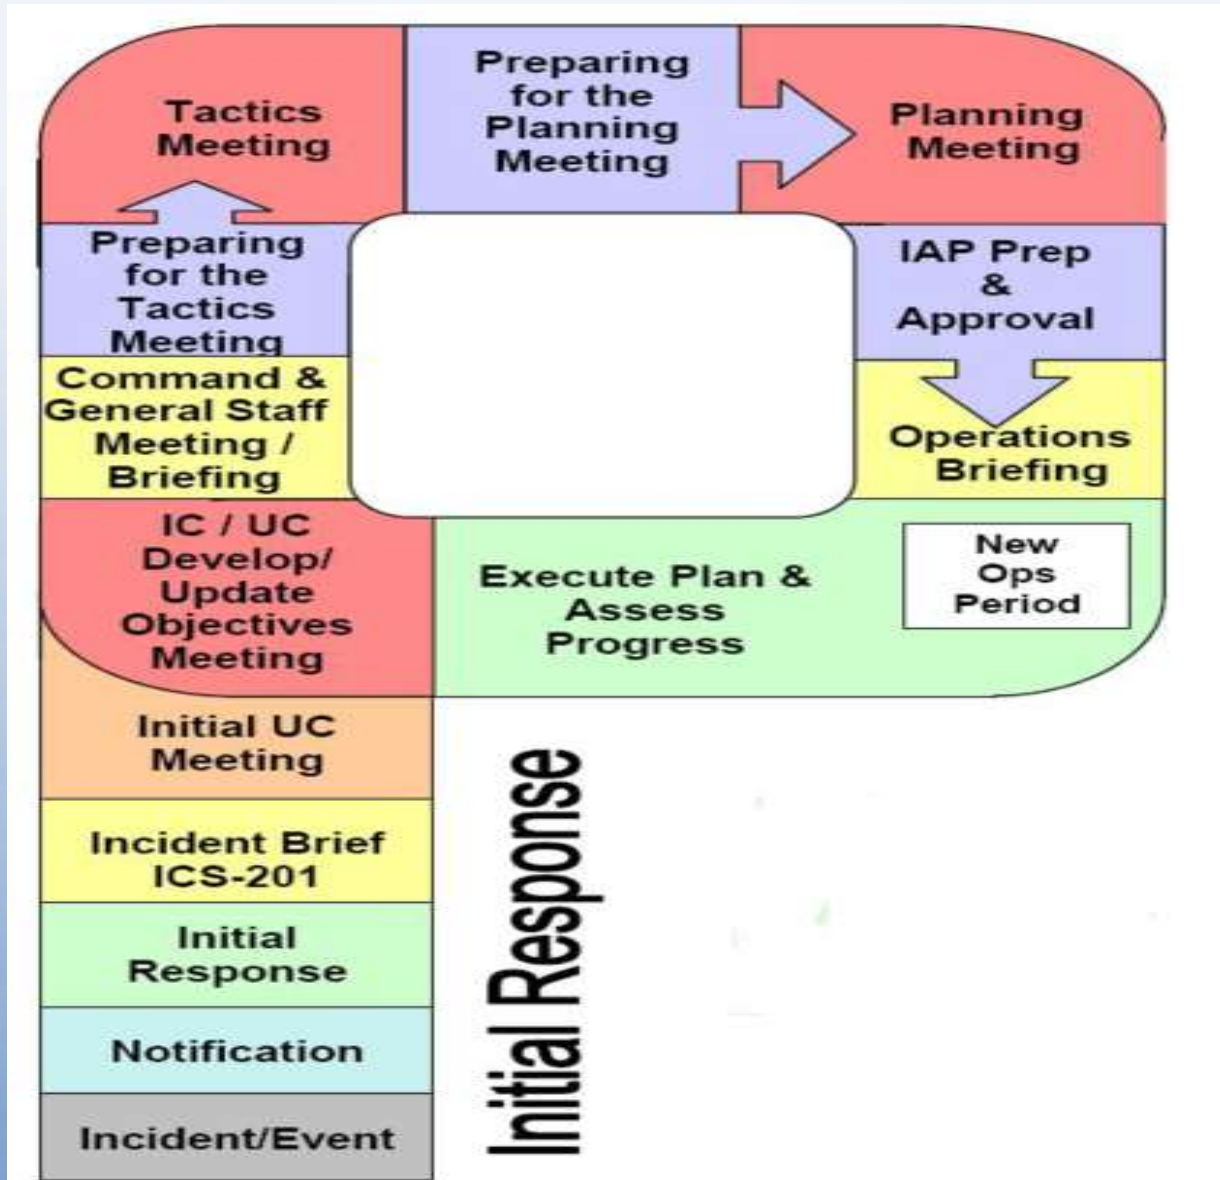 Tactics
Meeting
Preparing
for the
Planning
Meeting
Planning
Meeting
Preparing
for the
Tactics
Meeting
IAP Prep
&
Approval
Command &
General Staff
Meeting /
Briefing
Operations
Briefing
IC / UC
Develop/
Update
Objectives
Meeting
Execute Plan &
Assess
Progress
New
Ops
Period
Initial UC
Meeting
Incident Brief
ICS-201
Initial
Response
Notification
Incident/Event
Initial Response